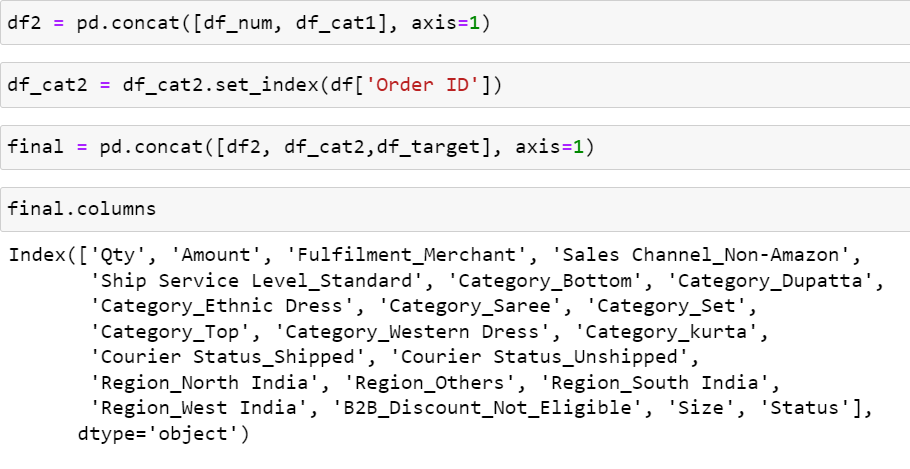 df2 = pd.concat([df_num, df_cat1], axis=1)
df_cat2 = df_cat2.set_index(df['Order ID'])
final = pd.concat([df2, df_cat2,df_target], axis=1)
final.columns
Index(['Qty', 'Amount', 'Fulfilment_Merchant', 'Sales Channel_Non-Amazon',
'Ship Service Level_Standard', 'Category_Bottom', 'Category_Dupatta',
'Category_Ethnic Dress', 'Category_Saree', 'Category_Set',
'Category_Top', 'Category_Western Dress', 'Category_kurta',
'Courier Status_Shipped', 'Courier Status_Unshipped',
'Region_North India', 'Region_Others', 'Region_South India',
'Region_West India', 'B2B_Discount_Not_Eligible', 'Size', 'Status'],
dtype='object')